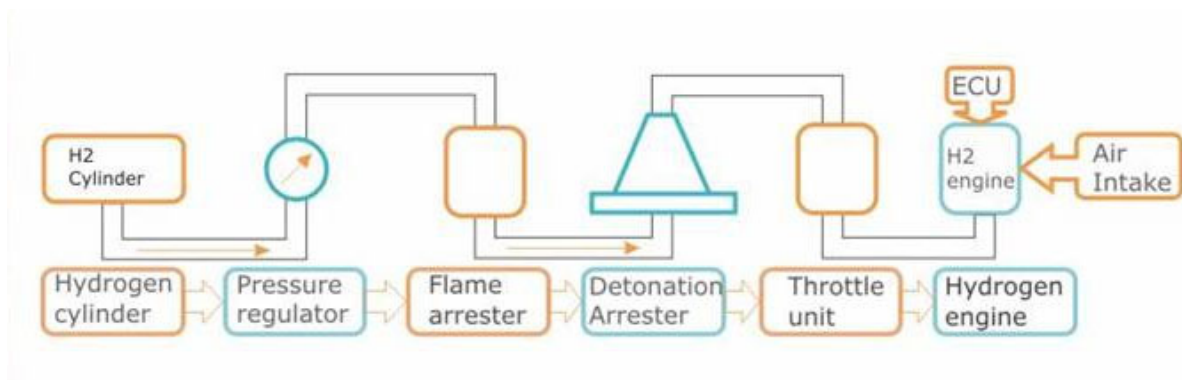 ECU
H2
Cylinder
H2
engine
Air
Intake
Hydrogen
cylinder
Pressure
regulator
Flame
arrester
Detonation
Arrester
Throttle
unit
Hydrogen
engine